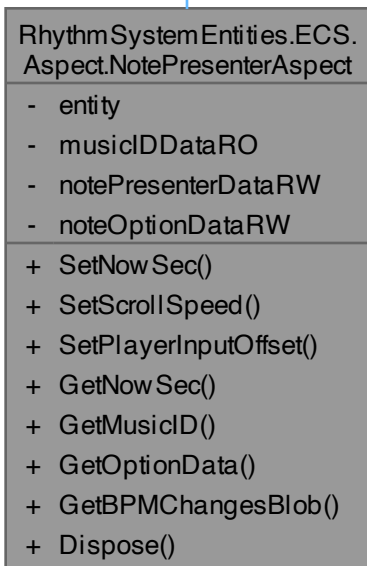 RhythmSystemEntities.ECS.
Aspect.NotePresenterAspect
- entity
- musicIDDataRO
- notePresenterDataRW
- noteOptionDataRW
+ SetNowSec()
+ SetScrollSpeed()
+ SetPlayerInputOffset()
+ GetNowSec()
+ GetMusicID()
+ GetOptionData()
+ GetBPMChangesBlob()
+ Dispose()